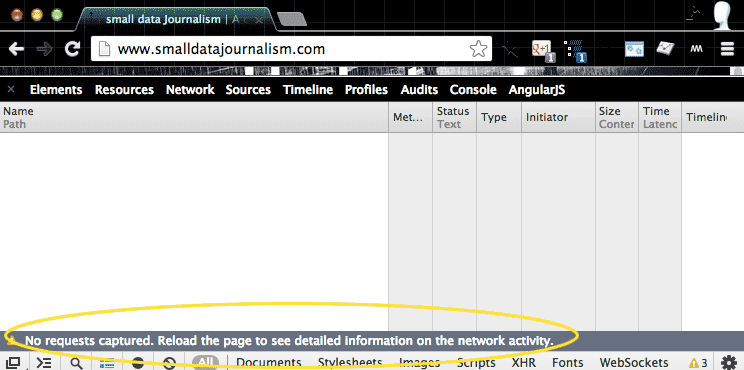 small data Journalism | A
www.smalldatajournalism.com
g+1
1
1
Elements Resources Network Sources Timeline Profiles Audits Console AngularJS
Name Met... Status Type Initiator Size Time Timeline
Path Text Conter Latenc
No requests captured. Reload the page to see detailed information on the network activity.
All Documents Stylesheets Images Scripts XHR Fonts WebSockets 3